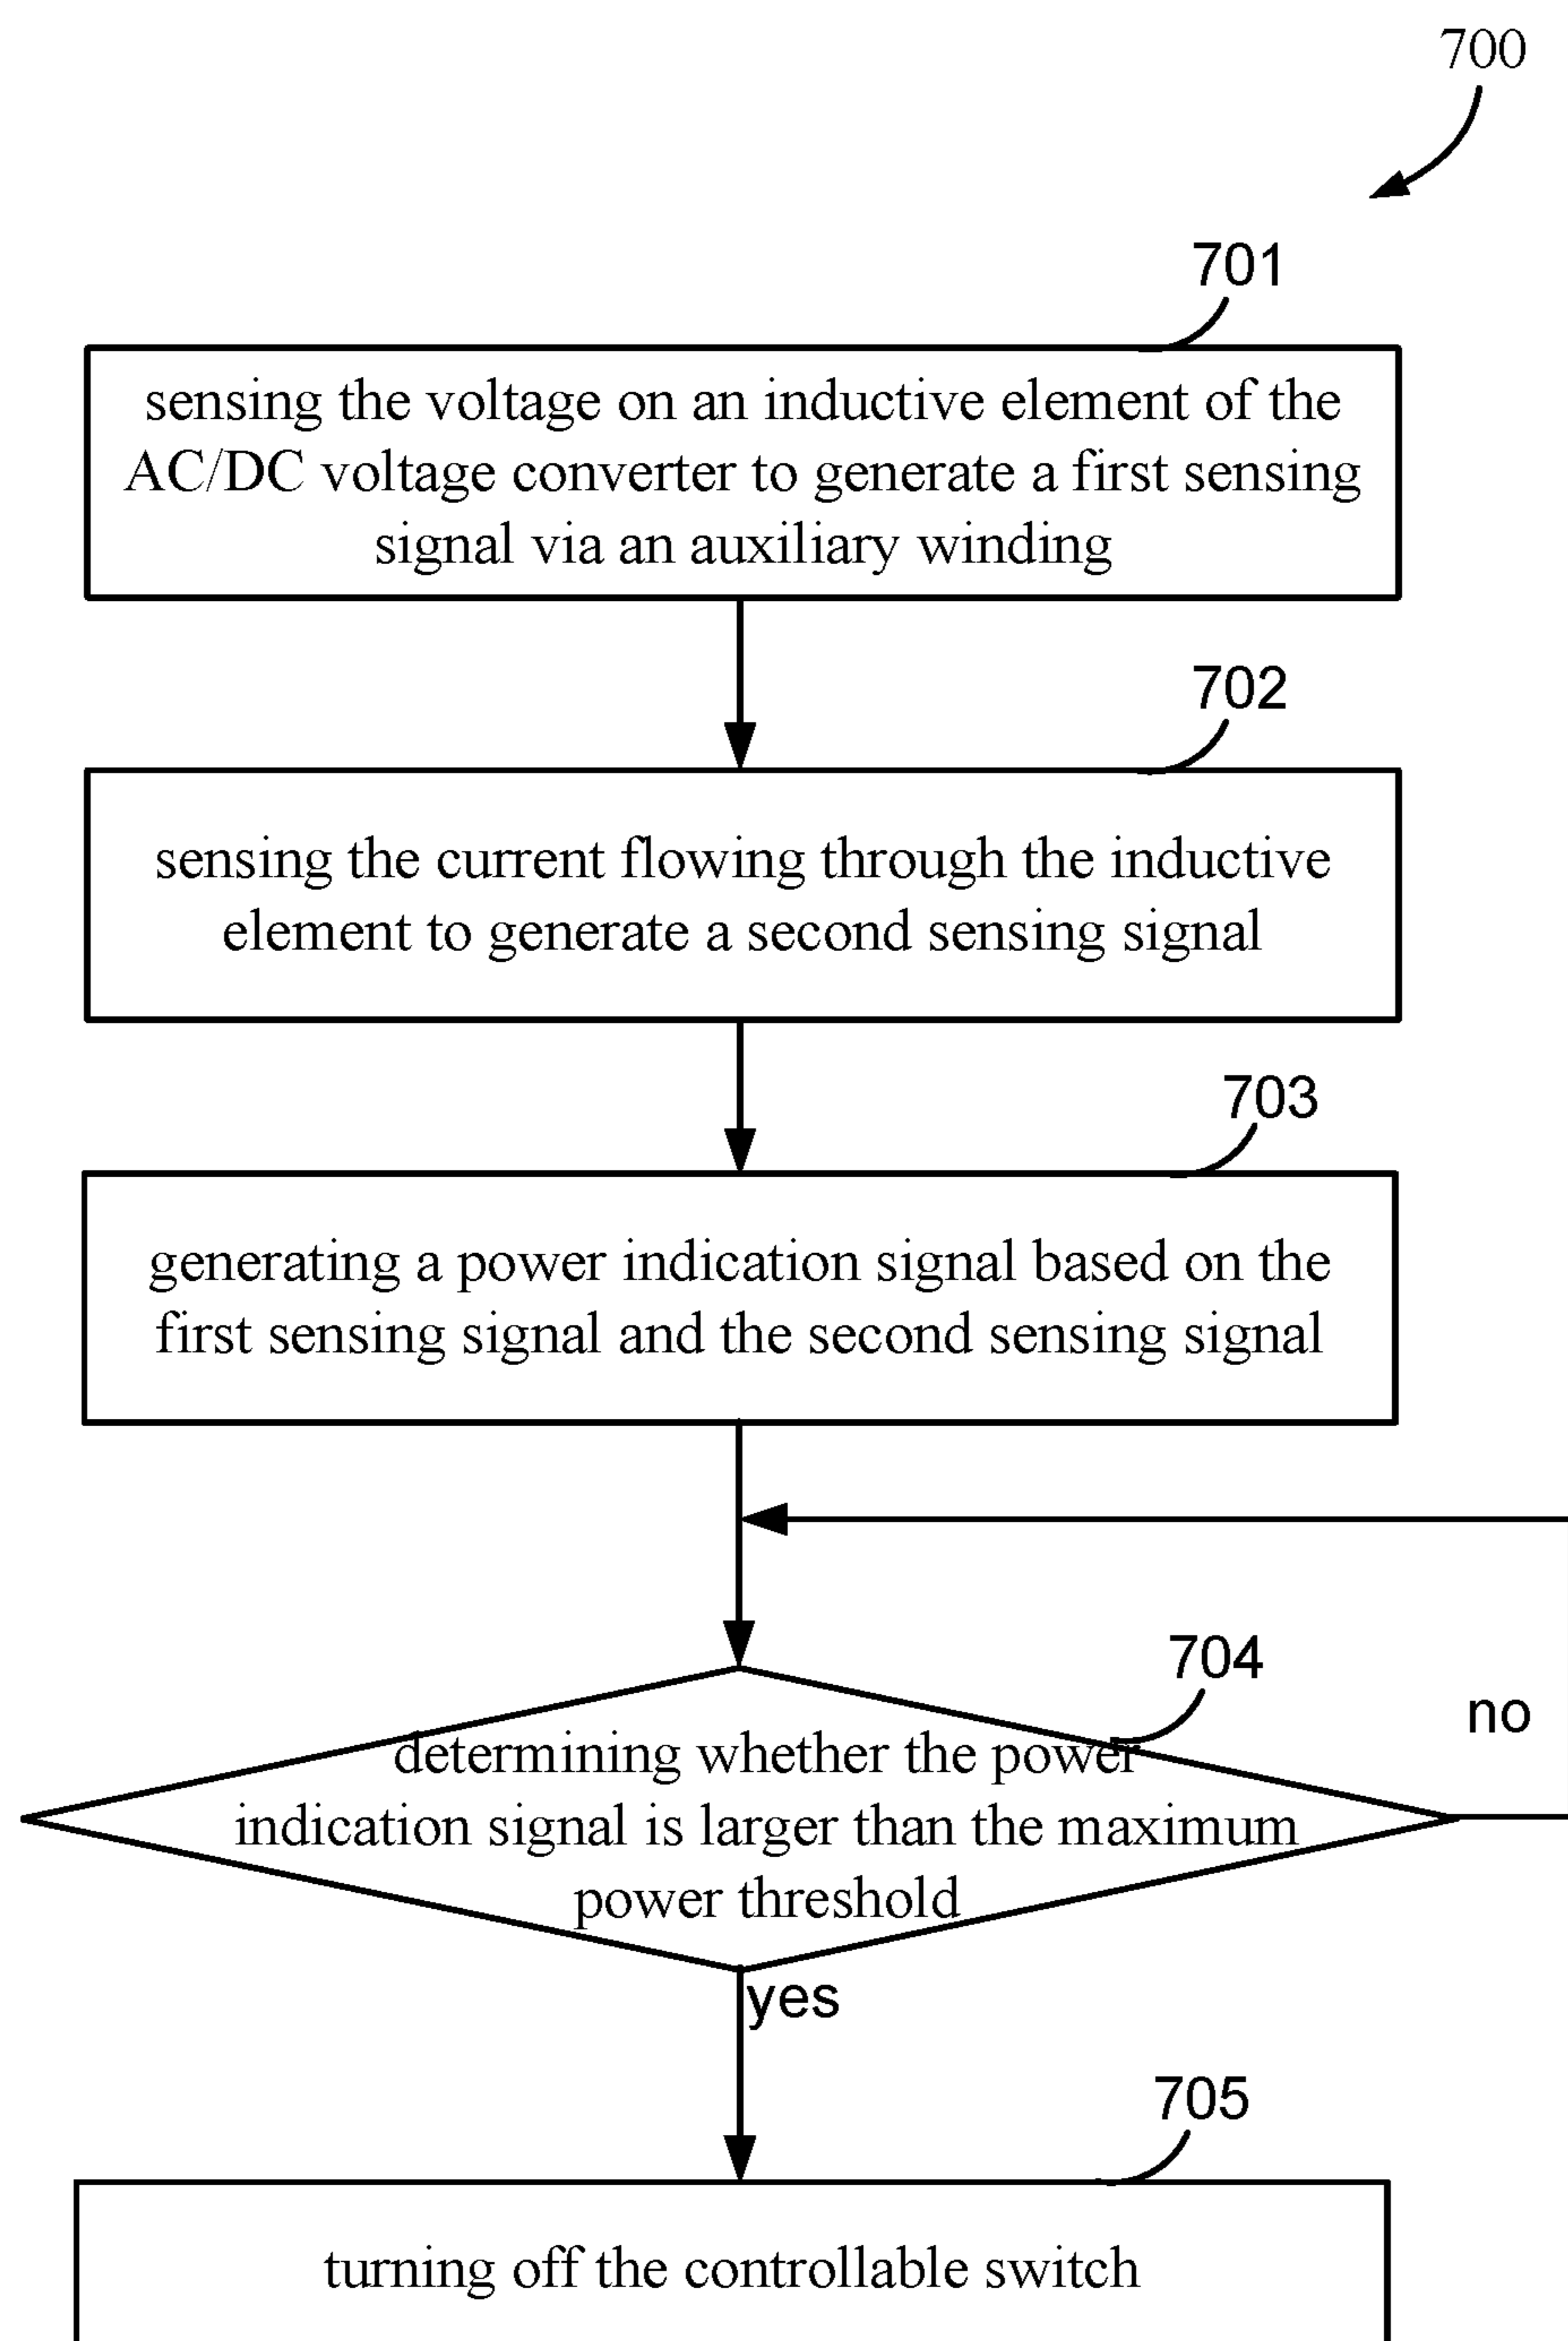 700
701
sensing the voltage on an inductive element of the
AC/DC voltage converter to generate a first sensing
signal via an auxiliary winding
702
sensing the current flowing through the inductive
element to generate a second sensing signal
703
generating a power indication signal based on the
first sensing signal and the second sensing signal
704
no
determining whether the power
indication signal is larger than the maximum
power threshold
yes
705
turning off the controllable switch